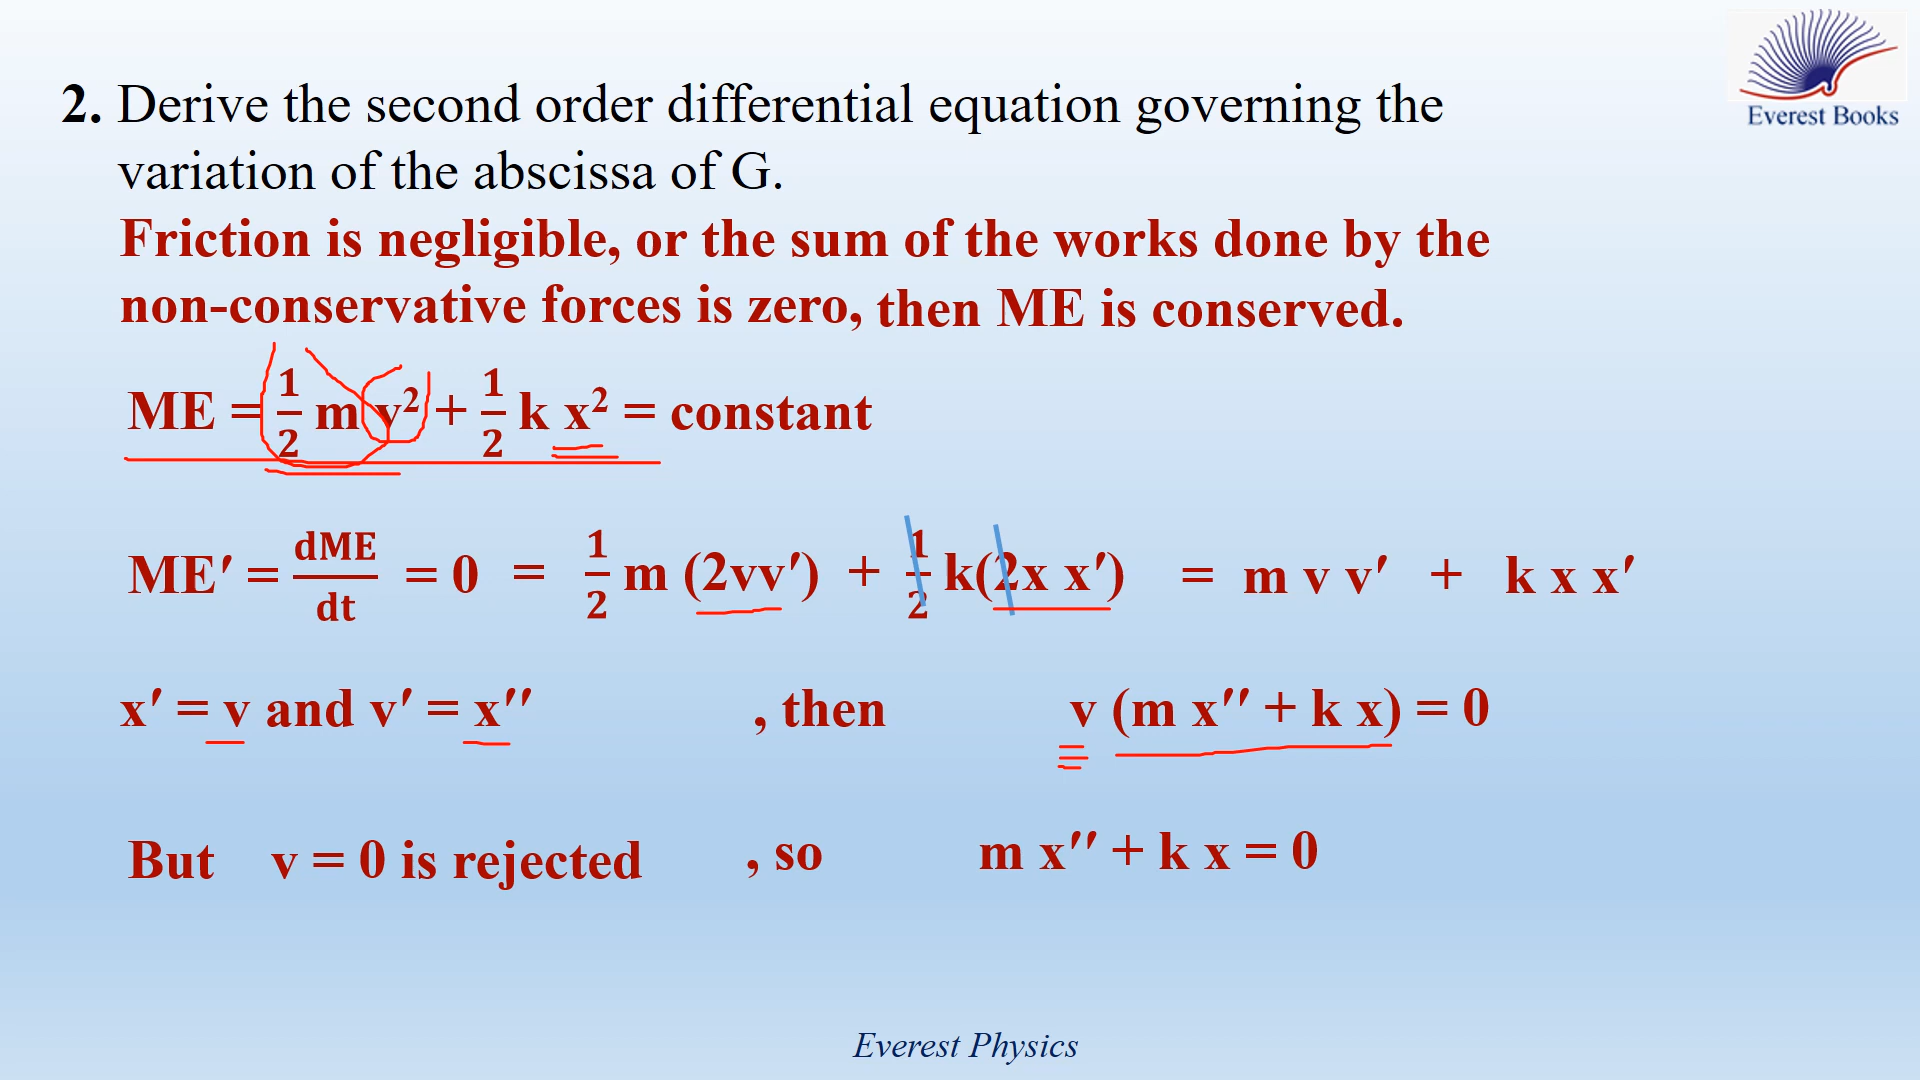 Everest Books
2. Derive the second order differential equation governing the
variation of the abscissa of G.
Friction is negligible, or the sum of the works done by the
non-conservative forces is zero, then ME is conserved.
ME = 1/2 m v² + 1/2 k x² = constant
ME′ = dME/dt = 0 = 1/2 m (2vv′) + 1/2 k(2x x′) = m v v′ + k x x′
x′ = v and v′ = x′′ , then v (m x′′ + k x) = 0
But v = 0 is rejected , so m x′′ + k x = 0
Everest Physics